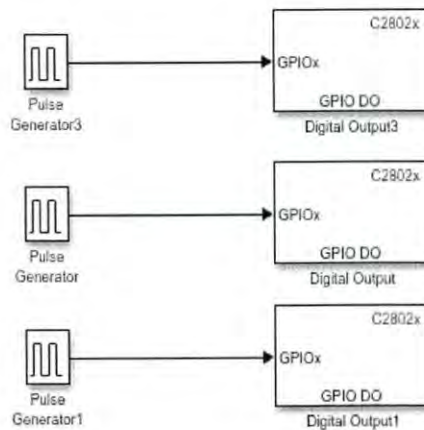 C2802x
GPIOx
GPIO DO
Pulse
Generator3
Digital Output3
C2802x
GPIOx
GPIO DO
Pulse
Generator
Digital Output
C2802x
GPIOx
GPIO DO
Pulse
Generator1
Digital Output1